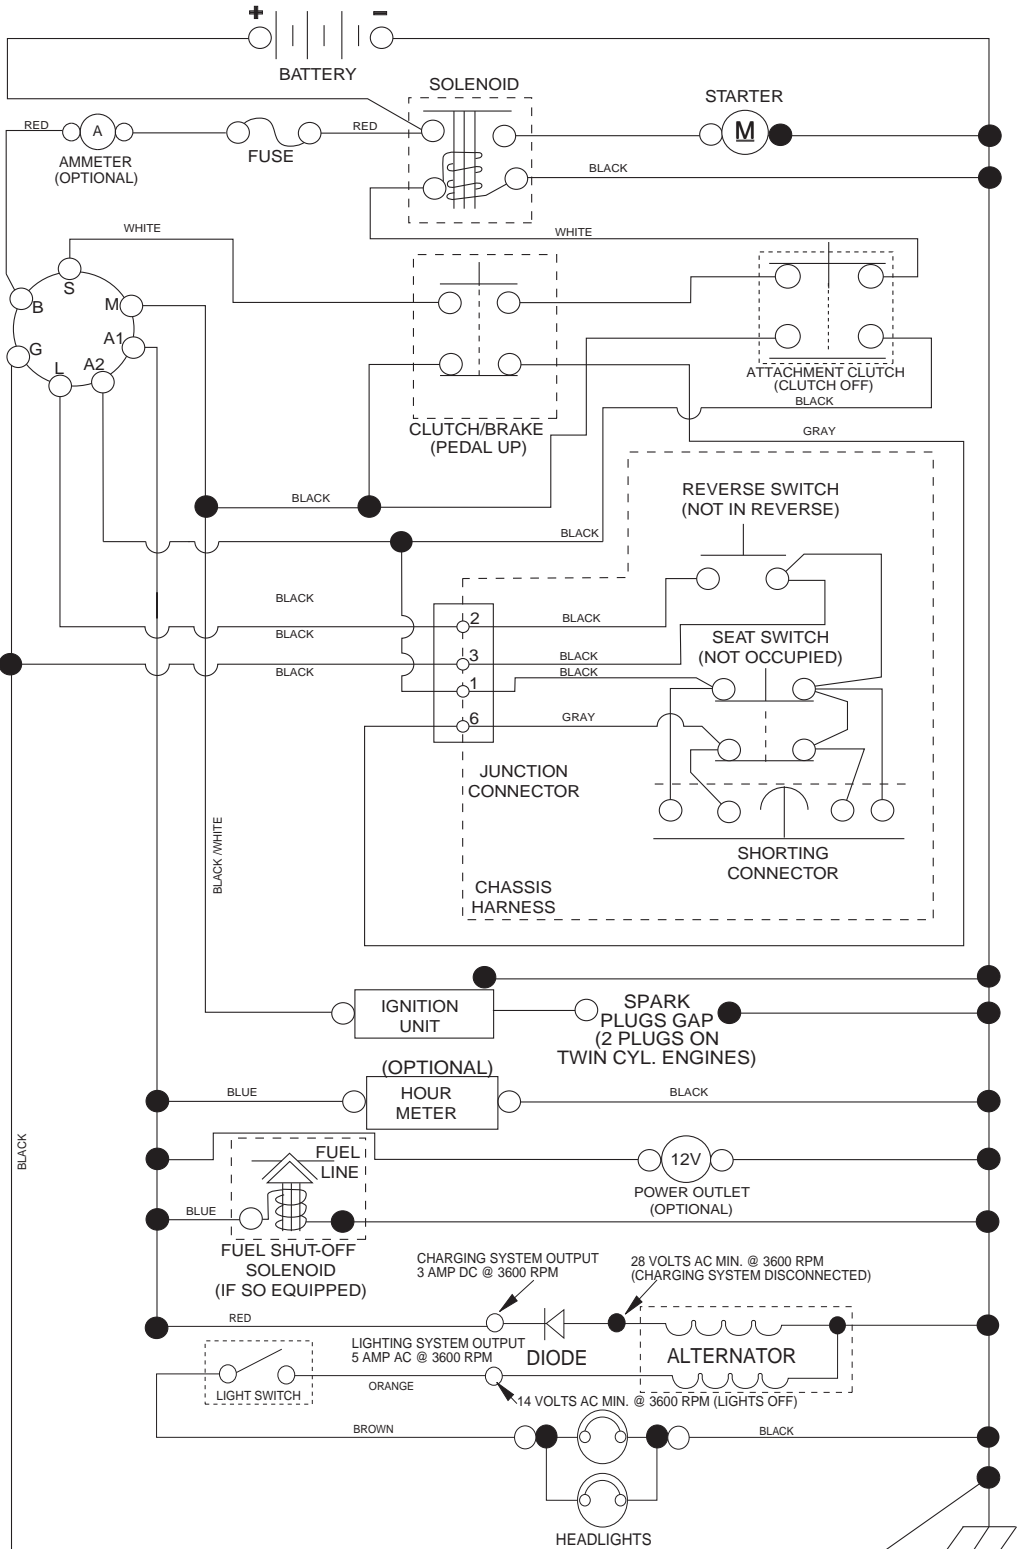 + −
BATTERY
SOLENOID
STARTER
RED
A
RED
M
AMMETER
(OPTIONAL)
FUSE
BLACK
WHITE
WHITE
S
B
M
A1
G
L
A2
ATTACHMENT CLUTCH
(CLUTCH OFF)
BLACK
CLUTCH/BRAKE
(PEDAL UP)
GRAY
REVERSE SWITCH
(NOT IN REVERSE)
BLACK
BLACK
BLACK
2
BLACK
BLACK
SEAT SWITCH
(NOT OCCUPIED)
3
BLACK
BLACK
BLACK
1
6
GRAY
JUNCTION
CONNECTOR
BLACK /WHITE
SHORTING
CONNECTOR
CHASSIS
HARNESS
IGNITION
UNIT
SPARK
PLUGS GAP
(2 PLUGS ON
TWIN CYL. ENGINES)
(OPTIONAL)
BLUE
HOUR
METER
BLACK
BLACK
FUEL
LINE
12V
POWER OUTLET
(OPTIONAL)
BLUE
FUEL SHUT-OFF
SOLENOID
(IF SO EQUIPPED)
CHARGING SYSTEM OUTPUT
3 AMP DC @ 3600 RPM
28 VOLTS AC MIN. @ 3600 RPM
(CHARGING SYSTEM DISCONNECTED)
RED
LIGHTING SYSTEM OUTPUT
5 AMP AC @ 3600 RPM
DIODE
ALTERNATOR
LIGHT SWITCH
ORANGE
14 VOLTS AC MIN. @ 3600 RPM (LIGHTS OFF)
BROWN
BLACK
HEADLIGHTS